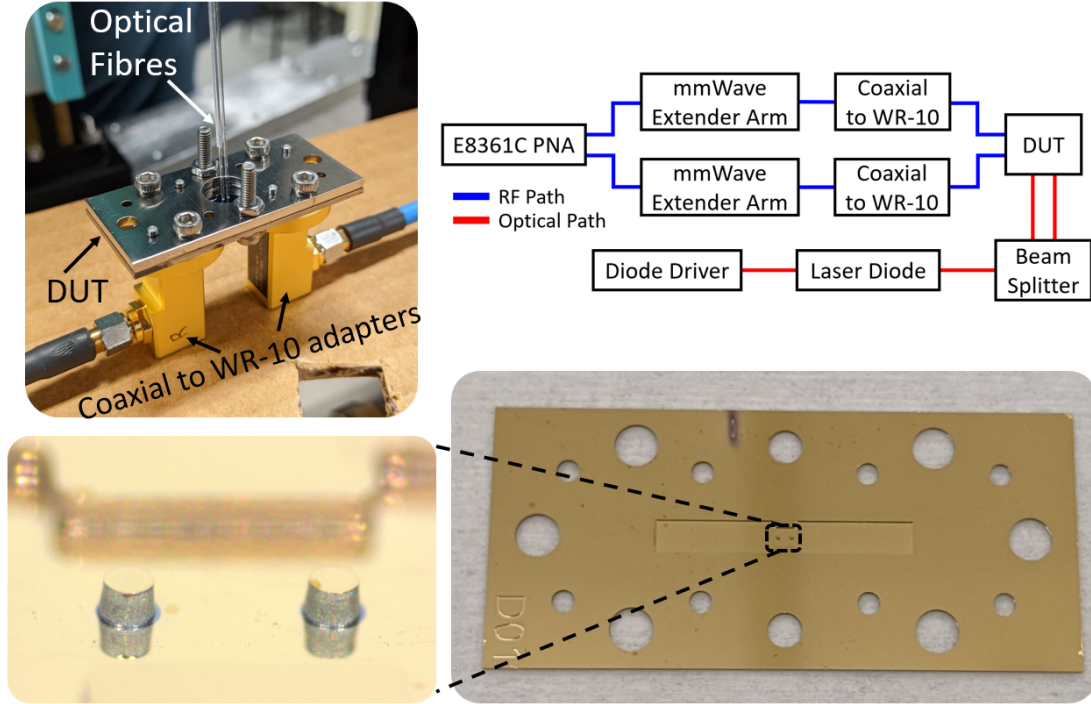 Optical
Fibres
DUT
Coaxial to WR-10 adapters
R
E8361C PNA
mmWave
Extender Arm
Coaxial
to WR-10
DUT
mmWave
Extender Arm
Coaxial
to WR-10
RF Path
Optical Path
Diode Driver
Laser Diode
Beam
Splitter
D01